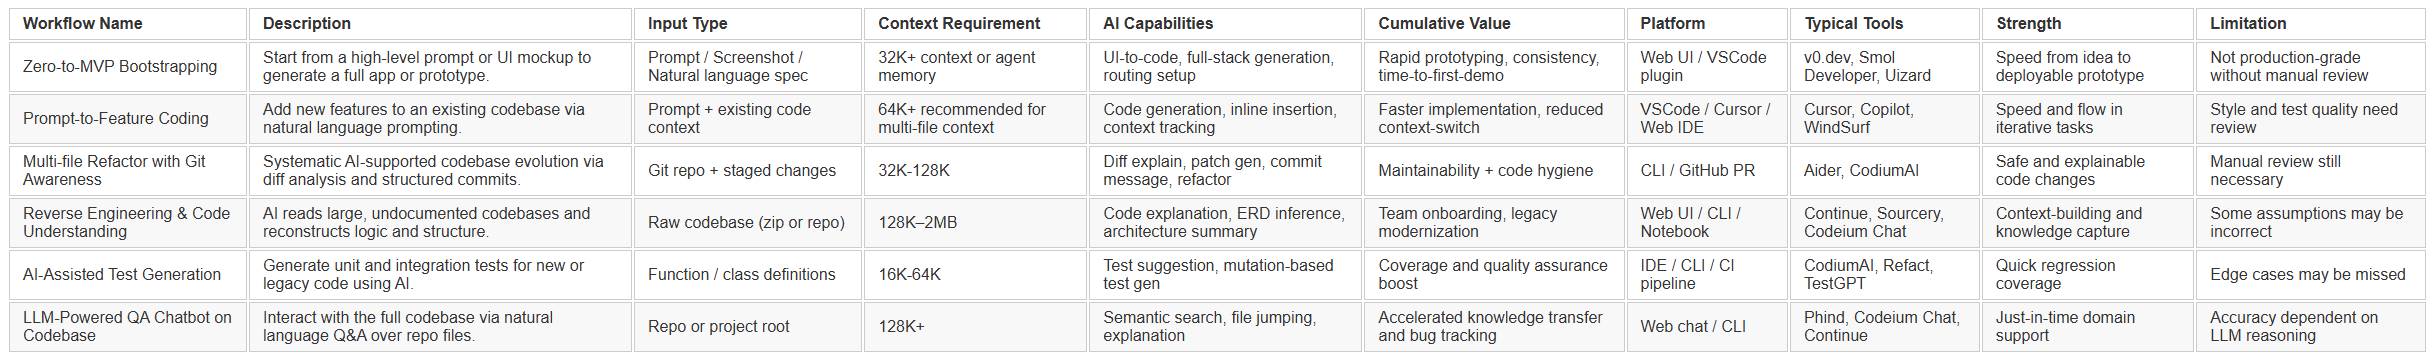 Workflow Name Description Input Type Context Requirement AI Capabilities Cumulative Value Platform Typical Tools Strength Limitation
Zero-to-MVP Bootstrapping
Start from a high-level prompt or UI mockup to
generate a full app or prototype.
Prompt / Screenshot /
Natural language spec
32K+ context or agent
memory
UI-to-code, full-stack generation,
routing setup
Rapid prototyping, consistency,
time-to-first-demo
Web UI / VSCode
plugin
v0.dev, Smol
Developer, Uizard
Speed from idea to
deployable prototype
Not production-grade
without manual review
Prompt-to-Feature Coding
Add new features to an existing codebase via
natural language prompting.
Prompt + existing code
context
64K+ recommended for
multi-file context
Code generation, inline insertion,
context tracking
Faster implementation, reduced
context-switch
VSCode / Cursor /
Web IDE
Cursor, Copilot,
WindSurf
Speed and flow in
iterative tasks
Style and test quality need
review
Multi-file Refactor with Git
Awareness
Systematic AI-supported codebase evolution via
diff analysis and structured commits.
Git repo + staged changes
32K-128K
Diff explain, patch gen, commit
message, refactor
Maintainability + code hygiene
CLI / GitHub PR
Aider, CodiumAI
Safe and explainable
code changes
Manual review still
necessary
Reverse Engineering & Code
Understanding
AI reads large, undocumented codebases and
reconstructs logic and structure.
Raw codebase (zip or repo)
128K–2MB
Code explanation, ERD inference,
architecture summary
Team onboarding, legacy
modernization
Web UI / CLI /
Notebook
Continue, Sourcery,
Codeium Chat
Context-building and
knowledge capture
Some assumptions may be
incorrect
AI-Assisted Test Generation
Generate unit and integration tests for new or
legacy code using AI.
Function / class definitions
16K-64K
Test suggestion, mutation-based
test gen
Coverage and quality assurance
boost
IDE / CLI / CI
pipeline
CodiumAI, Refact,
TestGPT
Quick regression
coverage
Edge cases may be missed
LLM-Powered QA Chatbot on
Codebase
Interact with the full codebase via natural
language Q&A over repo files.
Repo or project root
128K+
Semantic search, file jumping,
explanation
Accelerated knowledge transfer
and bug tracking
Web chat / CLI
Phind, Codeium Chat,
Continue
Just-in-time domain
support
Accuracy dependent on
LLM reasoning